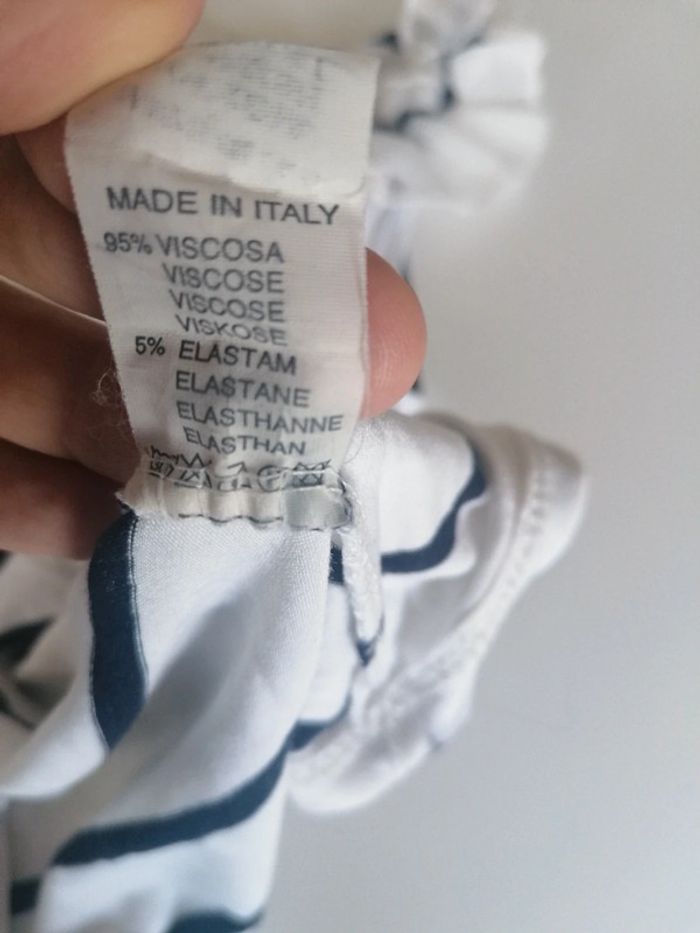 MADE IN ITALY
95% VISCOSA
VISCOSE
VISCOSE
VISKOSE
5% ELASTAM
ELASTANE
ELASTHANNE
ELASTHAN